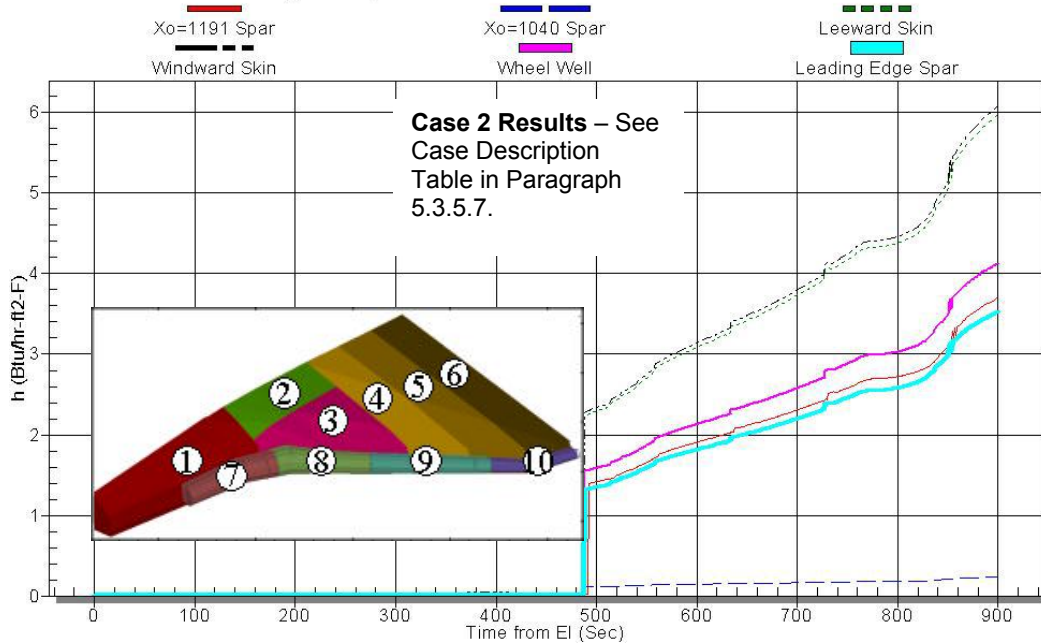 Xo=1191 Spar Xo=1040 Spar Leeward Skin
Windward Skin Wheel Well Leading Edge Spar
Case 2 Results – See
Case Description
Table in Paragraph
5.3.5.7.
h (Btu/hr-ft2-F)
6
5
4
3
2
1
0
1
2
3
4
5
6
7
8
9
10
0 200 300 400 500 600 700 800 900
Time from EI (Sec)